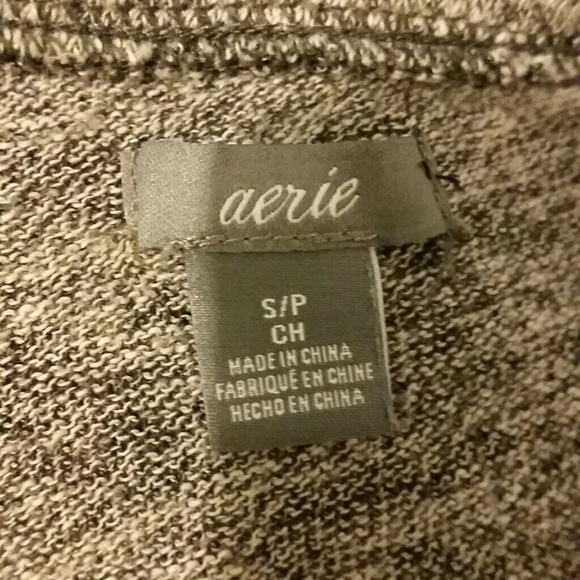 aerie
S/P
CH
MADE IN CHINA
FABRIQUÉ EN CHINE
HECHO EN CHINA